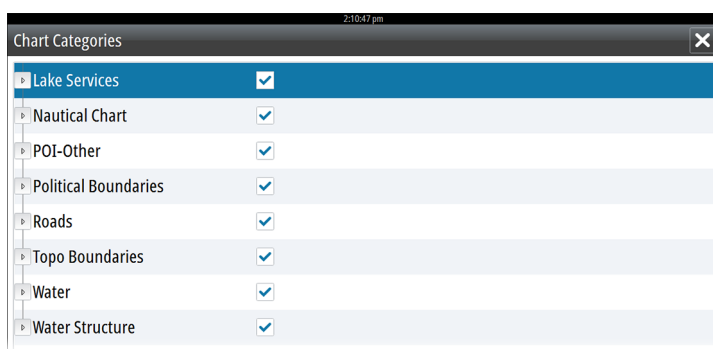 2:10:47 pm
Chart Categories
Lake Services
Nautical Chart
POI-Other
Political Boundaries
Roads
Topo Boundaries
Water
Water Structure